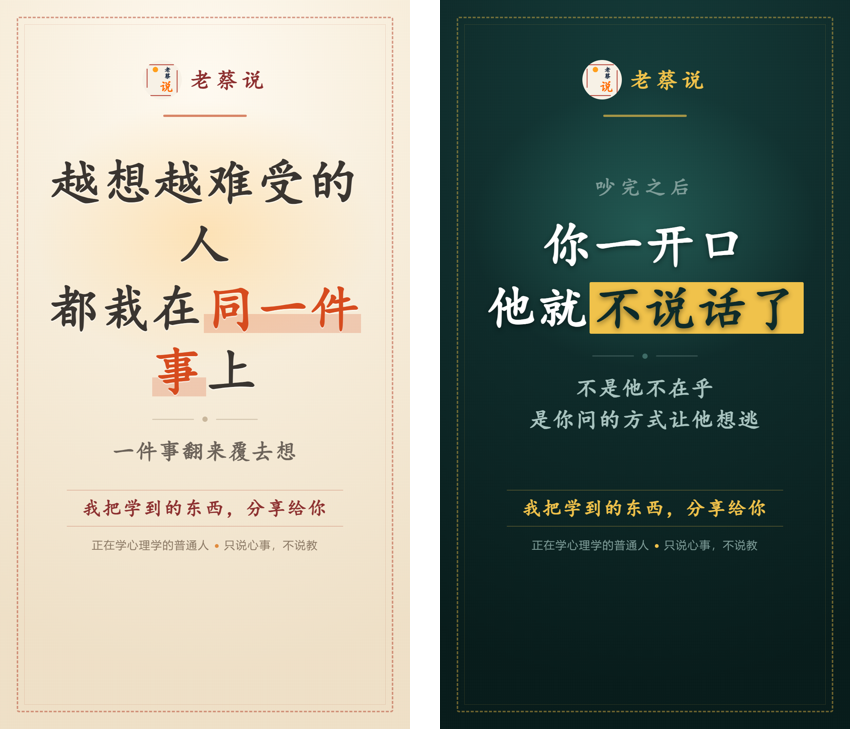 老蔡说
老蔡说
越想越难受的
人
都栽在同一件
事上
一件事翻来覆去想
我把学到的东西，分享给你
正在学心理学的普通人 • 只说心事，不说教
老蔡说
老蔡说
吵完之后
你一开口
他就不说话了
不是他不在乎
是你问的方式让他想逃
我把学到的东西，分享给你
正在学心理学的普通人 • 只说心事，不说教